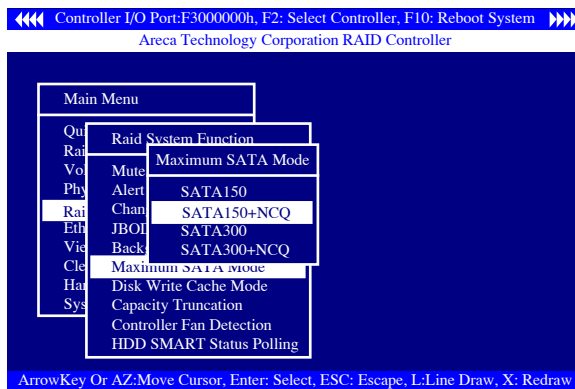 Controller I/O Port:F3000000h, F2: Select Controller, F10: Reboot System
Areca Technology Corporation RAID Controller
Main Menu
Raid System Function
Maximum SATA Mode
Mute
Alert
SATA150
SATA150+NCQ
SATA300
SATA300+NCQ
Maximum SATA Mode
Disk Write Cache Mode
Capacity Truncation
Controller Fan Detection
HDD SMART Status Polling
ArrowKey Or AZ:Move Cursor, Enter: Select, ESC: Escape, L:Line Draw, X: Redraw